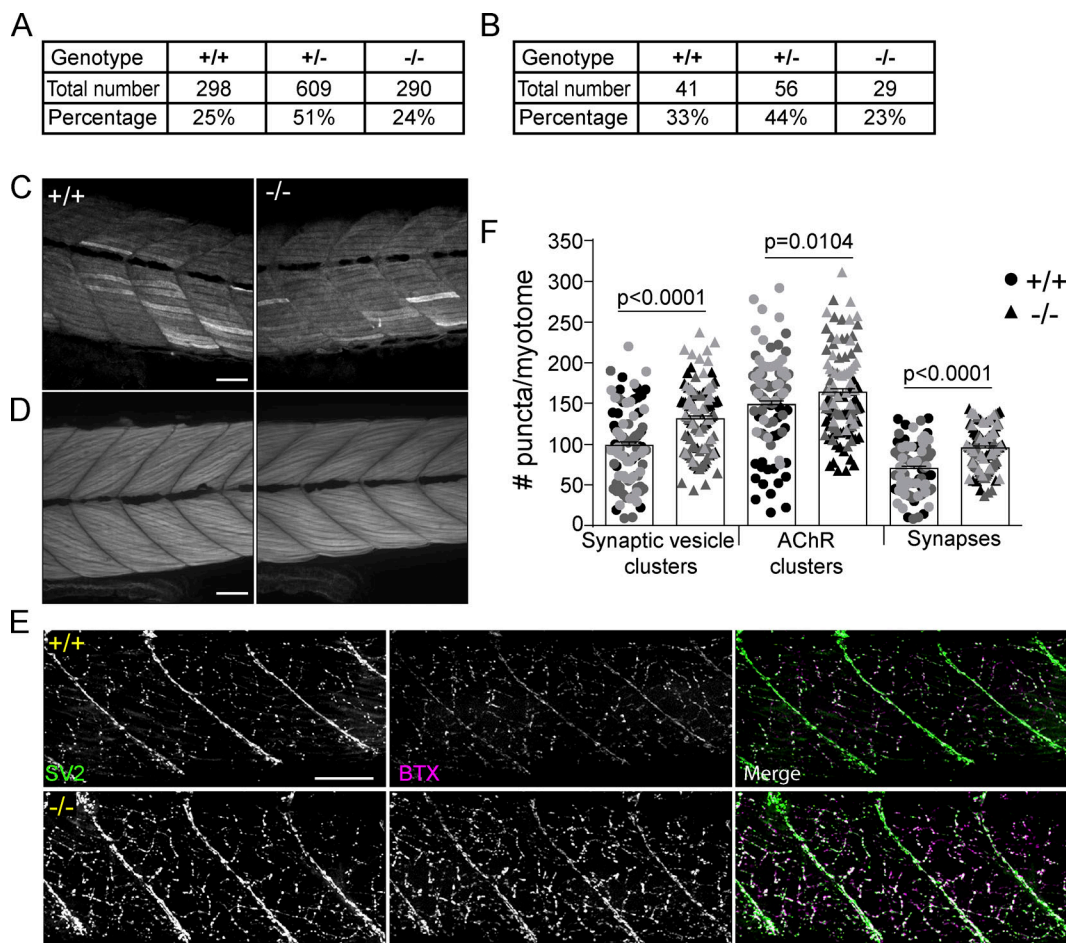 A
Genotype +/+ +/- -/-
Total number 298 609 290
Percentage 25% 51% 24%
B
Genotype +/+ +/- -/-
Total number 41 56 29
Percentage 33% 44% 23%
C
+/+ -/-
D
F
# puncta/myotome
350
300
250
200
150
100
50
0
p<0.0001
p=0.0104
p<0.0001
+/+
-/-
Synaptic vesicle
clusters
AChR
clusters
Synapses
E
+/+
SV2 BTX Merge
-/-